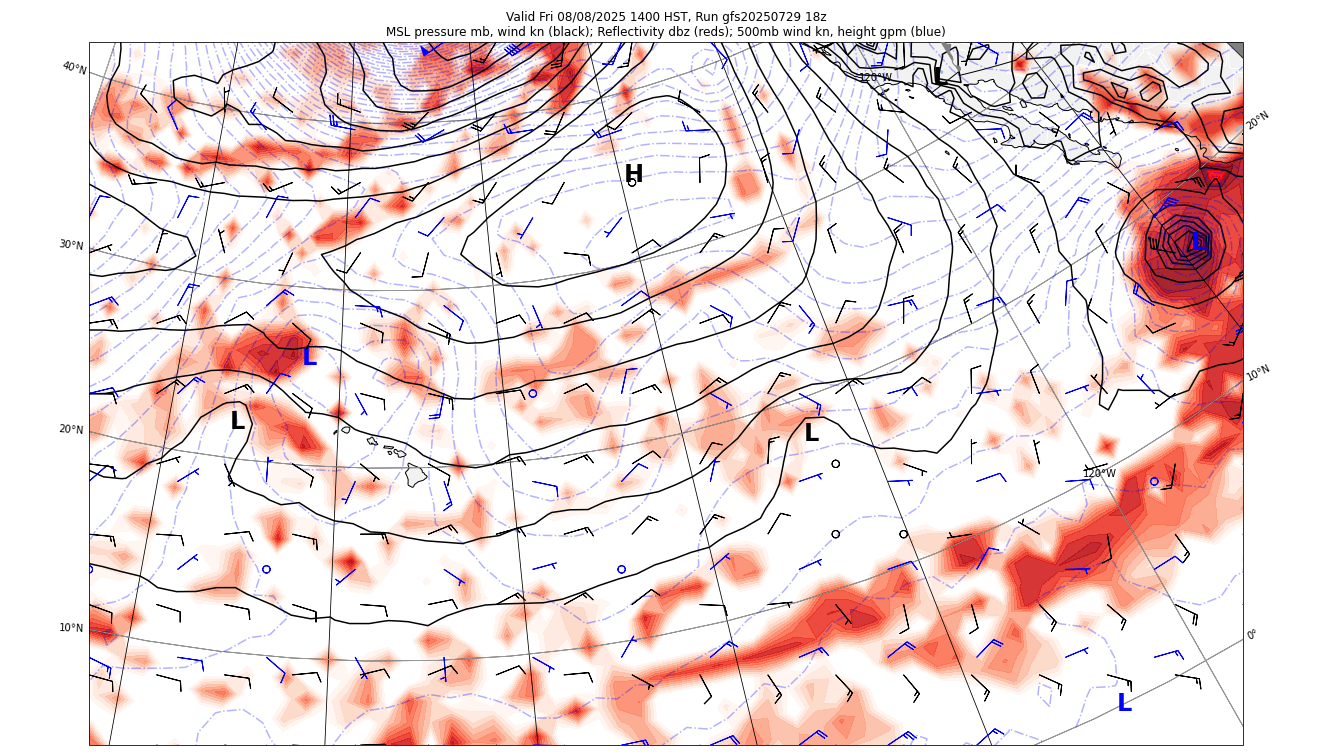 Valid Fri 08/08/2025 1400 HST, Run gfs20250729 18z
MSL pressure mb, wind kn (black); Reflectivity dbz (reds); 500mb wind kn, height gpm (blue)
40°N
120°W
L
20°N
H
30°N
L
L
10°N
L
L
20°N
120°W
10°N
0°
L